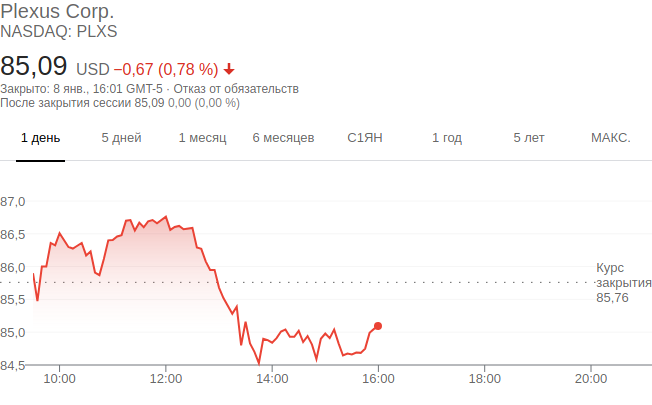 Plexus Corp.
NASDAQ: PLXS
85,09 USD −0,67 (0,78 %)
Закрыто: 8 янв., 16:01 GMT-5 · Отказ от обязательств
После закрытия сессии 85,09 0,00 (0,00 %)
1 день 5 дней 1 месяц 6 месяцев С1ЯН 1 год 5 лет МАКС.
87,0
86,5
86,0
Курс
закрытия
85,76
85,5
85,0
84,5
10:00 12:00 14:00 16:00 18:00 20:00